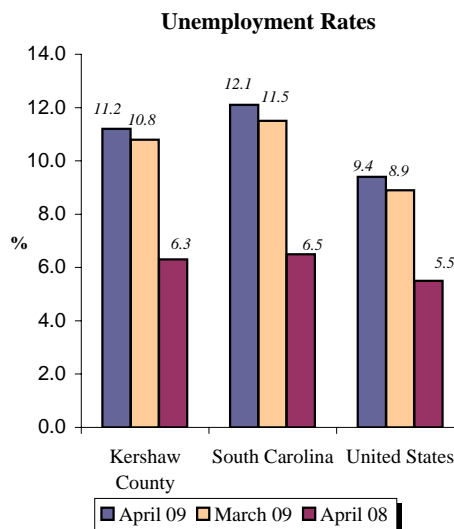 Unemployment Rates
14.0
12.0
10.0
8.0
6.0
4.0
2.0
0.0
%
11.2
10.8
6.3
12.1
11.5
6.5
9.4
8.9
5.5
Kershaw County
South Carolina
United States
April 09
March 09
April 08